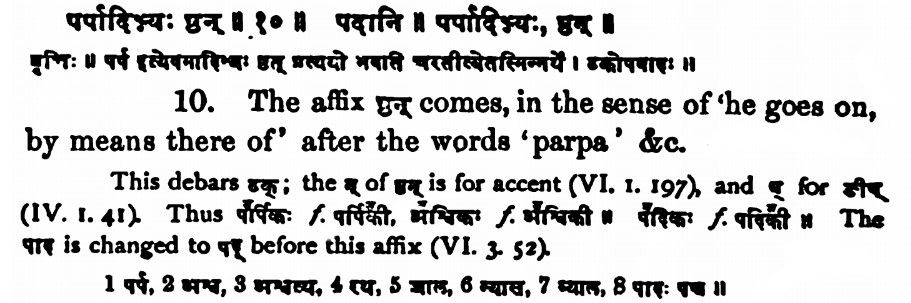 पर्पादिभ्यः ष्ठन् ॥ १० ॥ पदानि ॥ पर्पादिभ्यः, ष्ठन् ॥
वृत्तिः ॥ पर्प इत्येवमादिभ्यः ष्ठन् प्रत्ययो भवति चरतीत्येतस्मिन्नर्थे । ठकोपवादः ॥
10. The affix ष्ठन् comes, in the sense of 'he goes on,
by means there of' after the words 'parpa' &c.
This debars ठक्; the न् of ष्ठन् is for accent (VI. 1. 197), and ष् for ङीष्
(IV. 1. 41). Thus पर्पिकः f. पर्पिकी, अश्विकः f. अश्विकी ॥ पदिकः f. पदिकी ॥ The
पाद is changed to पद् before this affix (VI. 3. 52).
1 पर्प, 2 अश्व, 3 अश्वत्थ, 4 रथ, 5 जाल, 6 न्यास, 7 व्याल, 8 पादः पच ॥